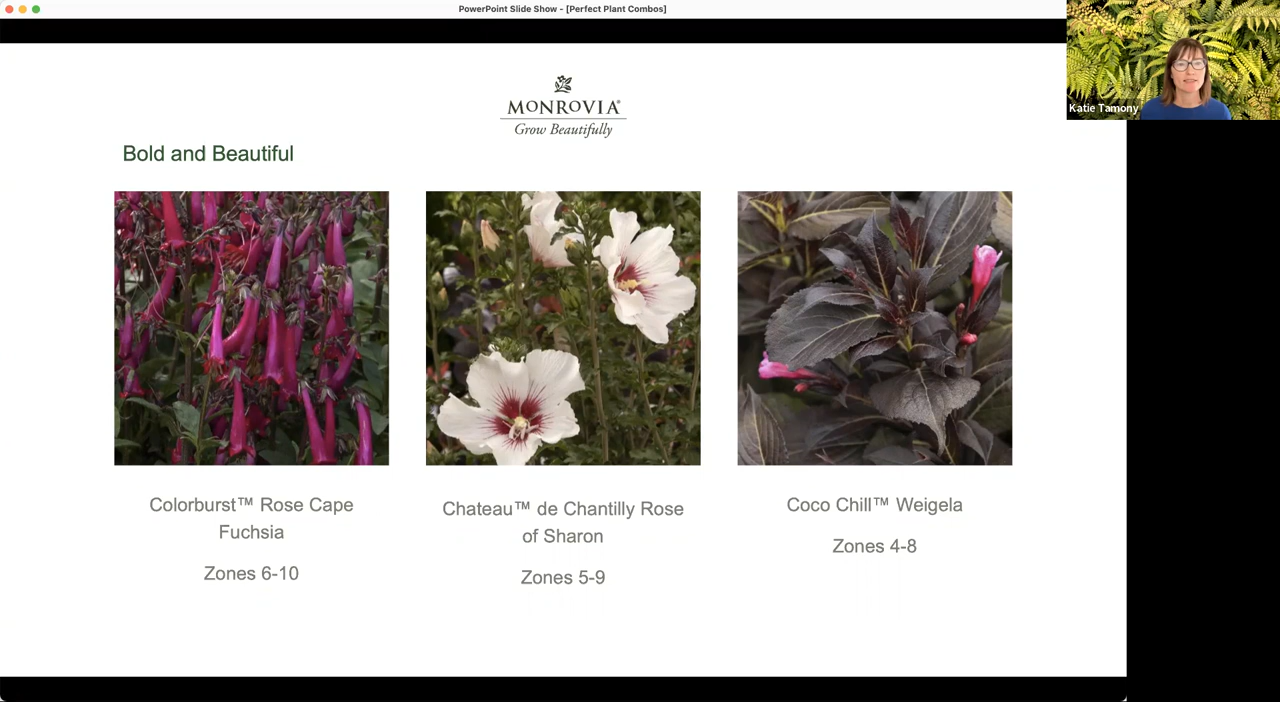 PowerPoint Slide Show - [Perfect Plant Combos]
Katie Tamony
MONROVIA®
Grow Beautifully
Bold and Beautiful
Colorburst™ Rose Cape
Fuchsia
Zones 6-10
Chateau™ de Chantilly Rose
of Sharon
Zones 5-9
Coco Chill™ Weigela
Zones 4-8